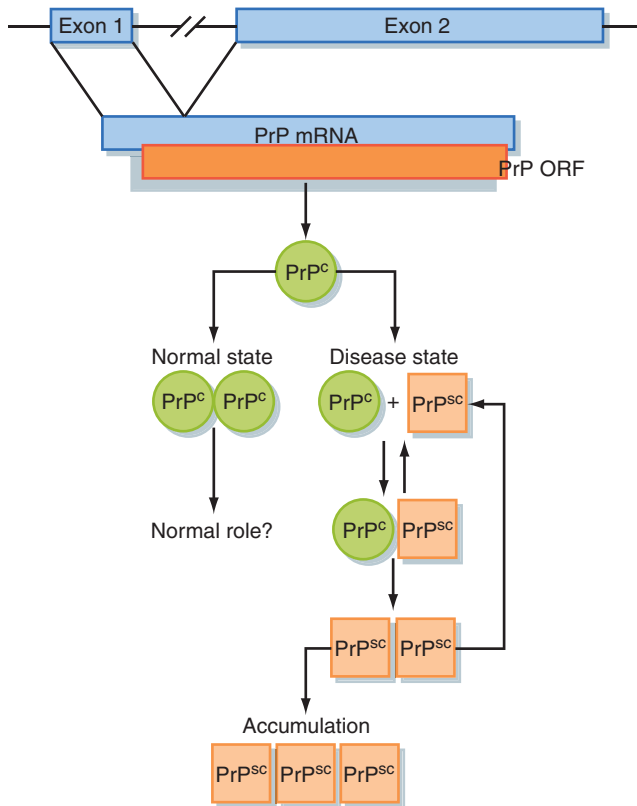 Exon 1 Exon 2
PrP mRNA
PrP ORF
PrPᶜ
Normal state Disease state
PrPᶜ PrPᶜ PrPᶜ + PrPˢᶜ
PrPᶜ PrPˢᶜ
Normal role?
PrPˢᶜ PrPˢᶜ
Accumulation
PrPˢᶜ PrPˢᶜ PrPˢᶜ